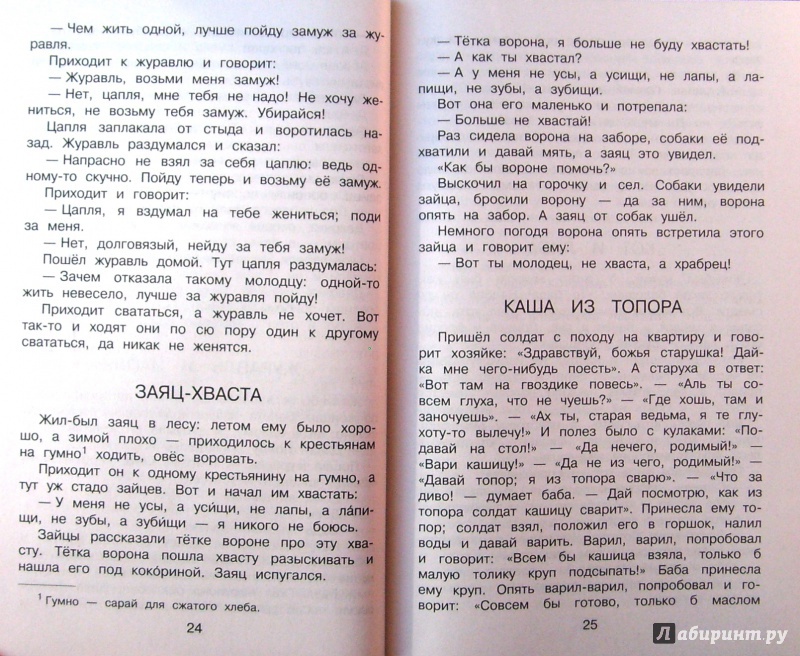 — Чем жить одной, лучше пойду замуж за жу-
равля.
Приходит к журавлю и говорит:
— Журавль, возьми меня замуж!
— Нет, цапля, мне тебя не надо! Не хочу же-
ниться, не возьму тебя замуж. Убирайся!
Цапля заплакала от стыда и воротилась на-
зад. Журавль раздумался и сказал:
— Напрасно не взял за себя цаплю: ведь од-
ному-то скучно. Пойду теперь и возьму её замуж.
Приходит и говорит:
— Цапля, я вздумал на тебе жениться; поди
за меня.
— Нет, долговязый, нейду за тебя замуж!
Пошёл журавль домой. Тут цапля раздумалась:
— Зачем отказала такому молодцу: одной-то
жить невесело, лучше за журавля пойду!
Приходит свататься, а журавль не хочет. Вот
так-то и ходят они по сю пору один к другому
свататься, да никак не женятся.
ЗАЯЦ-ХВАСТА
Жил-был заяц в лесу: летом ему было хоро-
шо, а зимой плохо — приходилось к крестьянам
на гумно¹ ходить, овёс воровать.
Приходит он к одному крестьянину на гумно, а
тут уж стадо зайцев. Вот и начал им хвастать:
— У меня не усы, а уси́щи, не лапы, а ла́пи-
щи, не зубы, а зуби́щи — я никого не боюсь.
Зайцы рассказали тётке вороне про эту хва-
сту. Тётка ворона пошла хвасту разыскивать и
нашла его под коко́риной. Заяц испугался.
¹ Гумно — сарай для сжатого хлеба.
24
— Тётка ворона, я больше не буду хвастать!
— А как ты хвастал?
— А у меня не усы, а усищи, не лапы, а ла-
пищи, не зубы, а зубищи.
Вот она его маленько и потрепала:
— Больше не хвастай!
Раз сидела ворона на заборе, собаки её под-
хватили и давай мять, а заяц это увидел.
«Как бы вороне помочь?»
Выскочил на горочку и сел. Собаки увидели
зайца, бросили ворону — да за ним, ворона
опять на забор. А заяц от собак ушёл.
Немного погодя ворона опять встретила этого
зайца и говорит ему:
— Вот ты молодец, не хваста, а храбрец!
КАША ИЗ ТОПОРА
Пришёл солдат с походу на квартиру и гово-
рит хозяйке: «Здравствуй, божья старушка! Дай-
ка мне чего-нибудь поесть». А старуха в ответ:
«Вот там на гвоздике повесь». — «Аль ты со-
всем глуха, что не чуешь?» — «Где хошь, там и
заночуешь». — «Ах ты, старая ведьма, я те глу-
хоту-то вылечу!» И полез было с кулаками: «По-
давай на стол!» — «Да нечего, родимый!» —
«Вари кашицу!» — «Да не из чего, родимый!» —
«Давай топор; я из топора сварю». — «Что за
диво! — думает баба. — Дай посмотрю, как из
топора солдат кашицу сварит». Принесла ему то-
пор; солдат взял, положил его в горшок, налил
воды и давай варить. Варил, варил, попробовал
и говорит: «Всем бы кашица взяла, только б
малую толику круп подсыпать!» Баба принесла
ему круп. Опять варил-варил, попробовал и го-
ворит: «Совсем бы готово, только б маслом
25
Лабиринт.ру